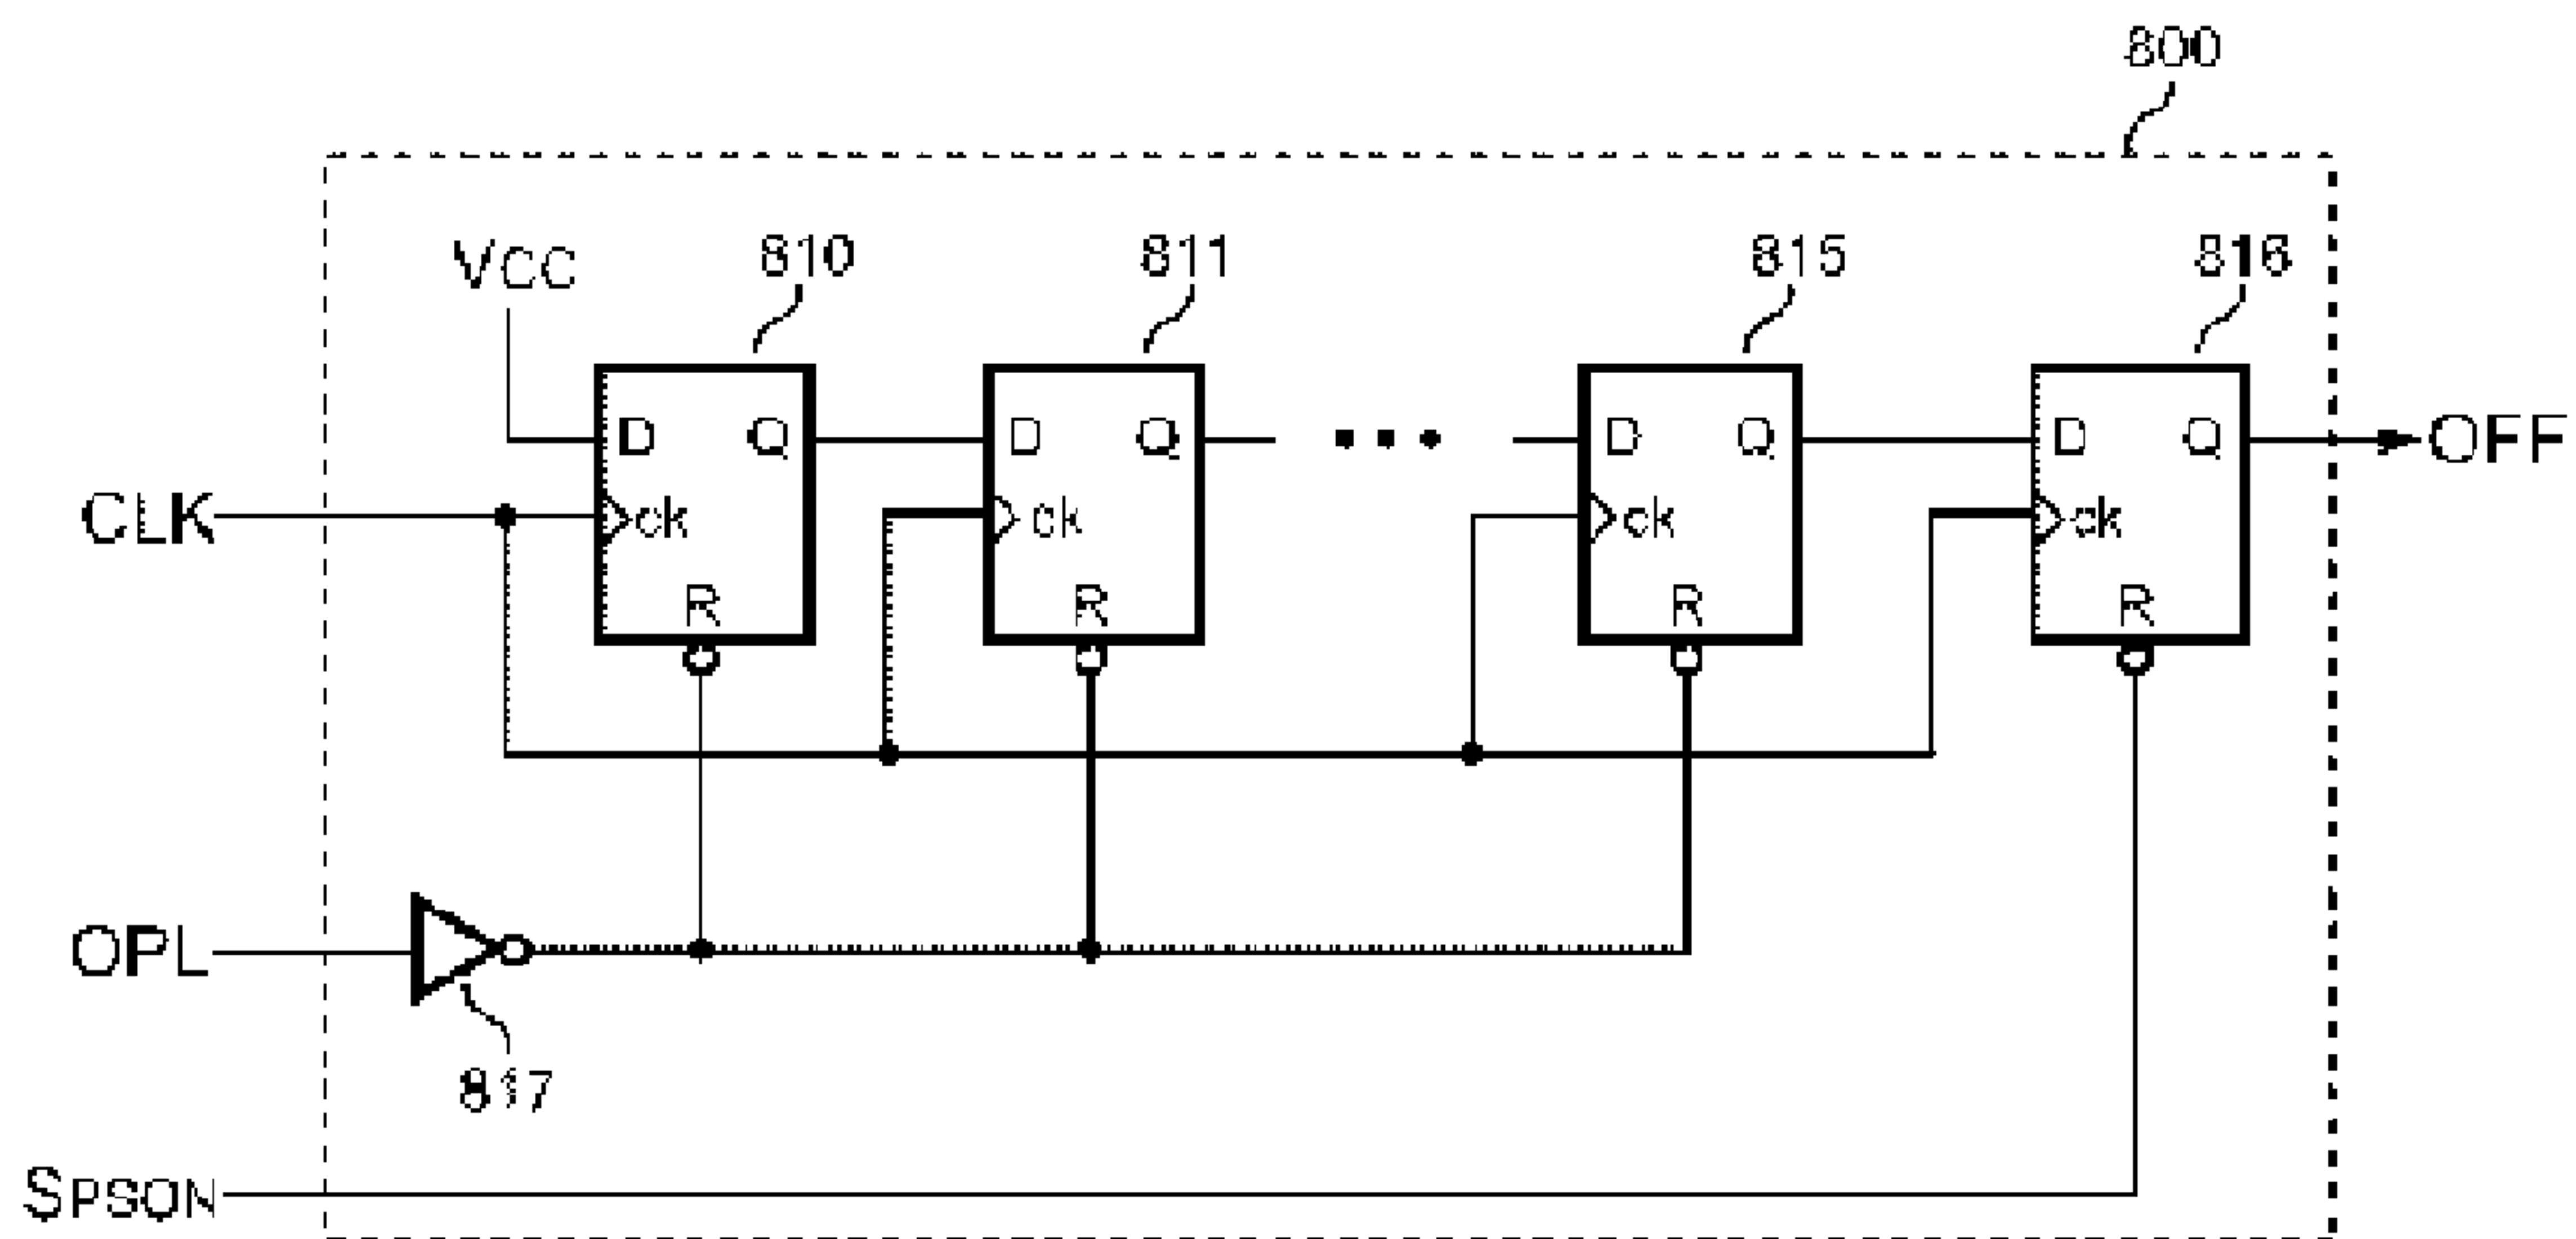 800
VCC 810 811 815 816
D Q D Q ... D Q D Q OFF
CLK ck ck ck ck
R R R R
OPL
817
SPSON